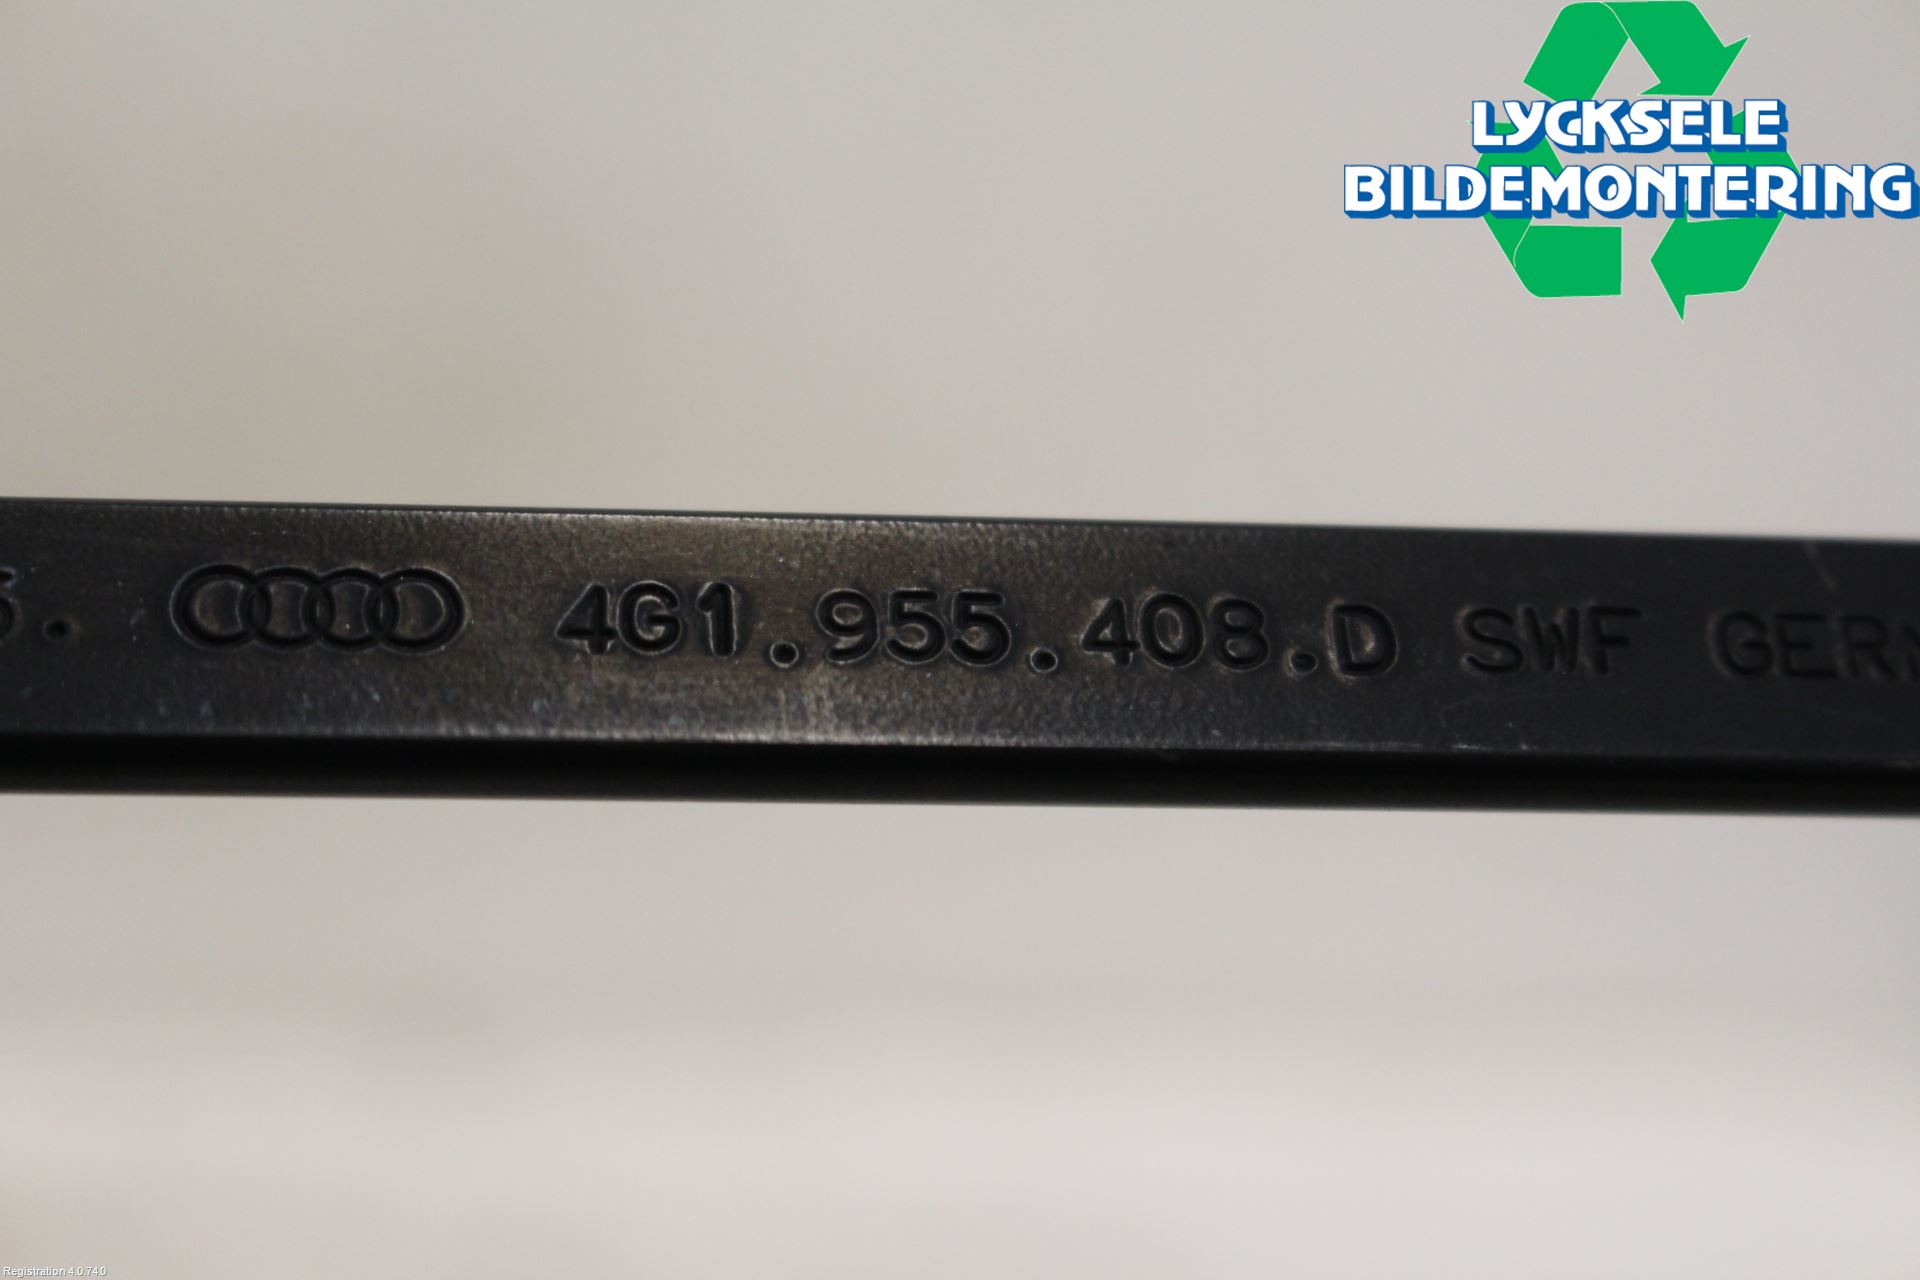 LYCKSELE
BILDEMONTERING
4G1.955.408.D SWF
Registration 4.0.74.0